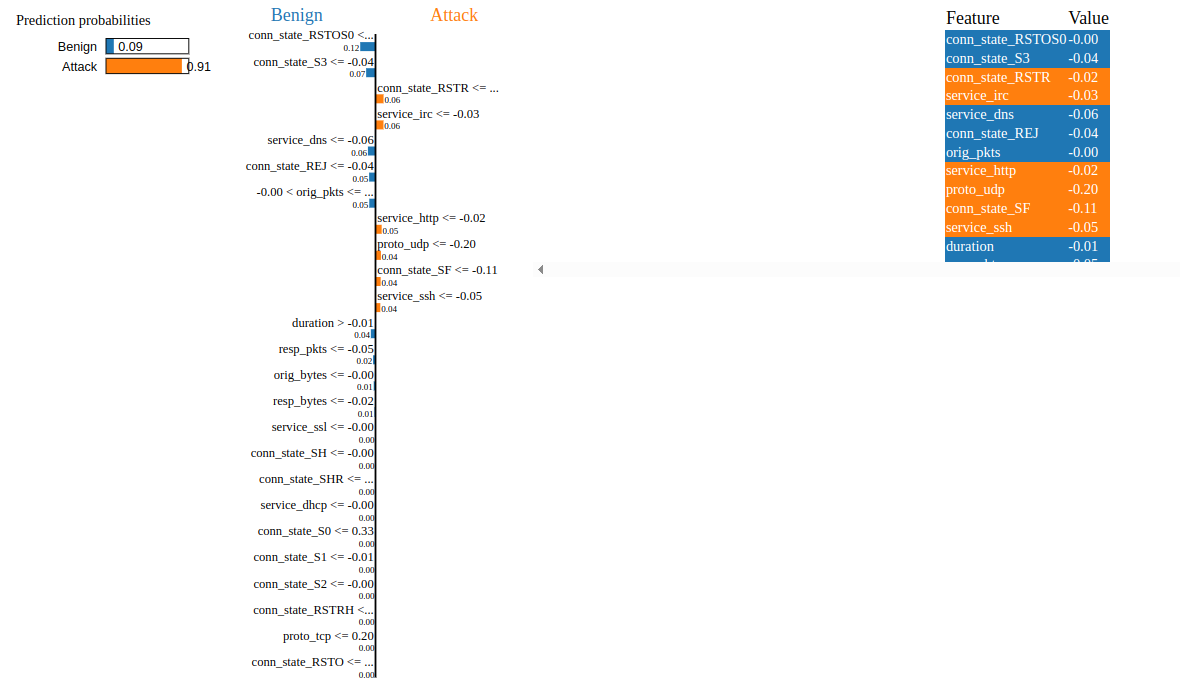 Prediction probabilities
Benign 0.09
Attack 0.91
Benign Attack
conn_state_RSTOS0 <...
0.12
conn_state_S3 <= -0.04
0.07
conn_state_RSTR <= ...
0.06
service_irc <= -0.03
0.06
service_dns <= -0.06
0.06
conn_state_REJ <= -0.04
0.05
-0.00 < orig_pkts <= ...
0.05
service_http <= -0.02
0.05
proto_udp <= -0.20
0.04
conn_state_SF <= -0.11
0.04
service_ssh <= -0.05
0.04
duration > -0.01
0.04
resp_pkts <= -0.05
0.02
orig_bytes <= -0.00
0.01
resp_bytes <= -0.02
0.01
service_ssl <= -0.00
0.00
conn_state_SH <= -0.00
0.00
conn_state_SHR <= ...
0.00
service_dhcp <= -0.00
0.00
conn_state_S0 <= 0.33
0.00
conn_state_S1 <= -0.01
0.00
conn_state_S2 <= -0.00
0.00
conn_state_RSTRH <...
0.00
proto_tcp <= 0.20
0.00
conn_state_RSTO <= ...
0.00
Feature Value
conn_state_RSTOS0 -0.00
conn_state_S3 -0.04
conn_state_RSTR -0.02
service_irc -0.03
service_dns -0.06
conn_state_REJ -0.04
orig_pkts -0.00
service_http -0.02
proto_udp -0.20
conn_state_SF -0.11
service_ssh -0.05
duration -0.01